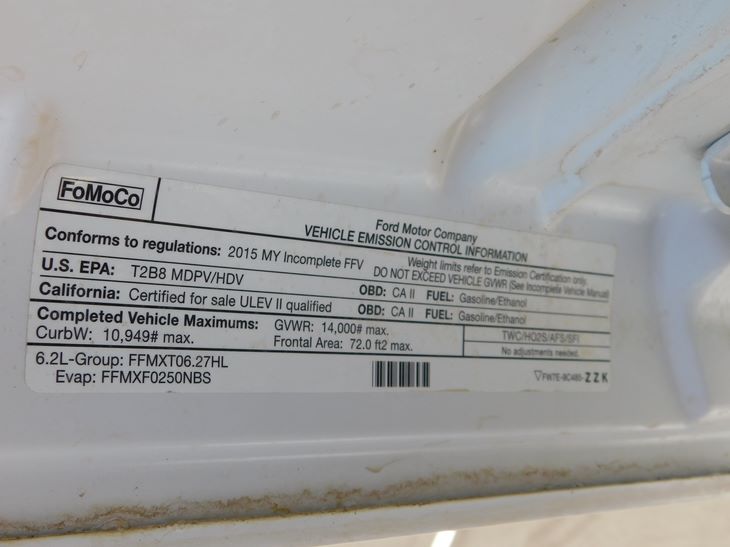 FoMoCo
Ford Motor Company
VEHICLE EMISSION CONTROL INFORMATION
Conforms to regulations: 2015 MY Incomplete FFV
Weight limits refer to Emission Certification only.
DO NOT EXCEED VEHICLE GVWR (See Incomplete Vehicle Manual
U.S. EPA: T2B8 MDPV/HDV
OBD: CA II FUEL: Gasoline/Ethanol
California: Certified for sale ULEV II qualified
OBD: CA II FUEL: Gasoline/Ethanol
Completed Vehicle Maximums:
CurbW: 10,949# max.
GVWR: 14,000# max.
Frontal Area: 72.0 ft2 max.
TWC/HO2S/AFS/SFI
No adjustments needed.
6.2L-Group: FFMXT06.27HL
Evap: FFMXF0250NBS
FW7E-9C485-ZZK